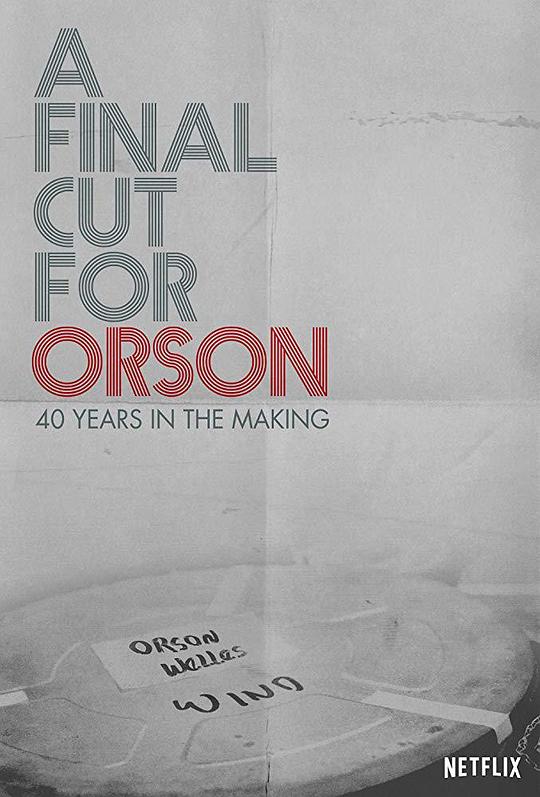 A
FINAL
CUT
FOR
ORSON
40 YEARS IN THE MAKING
ORSON
Welles
WIND
NETFLIX